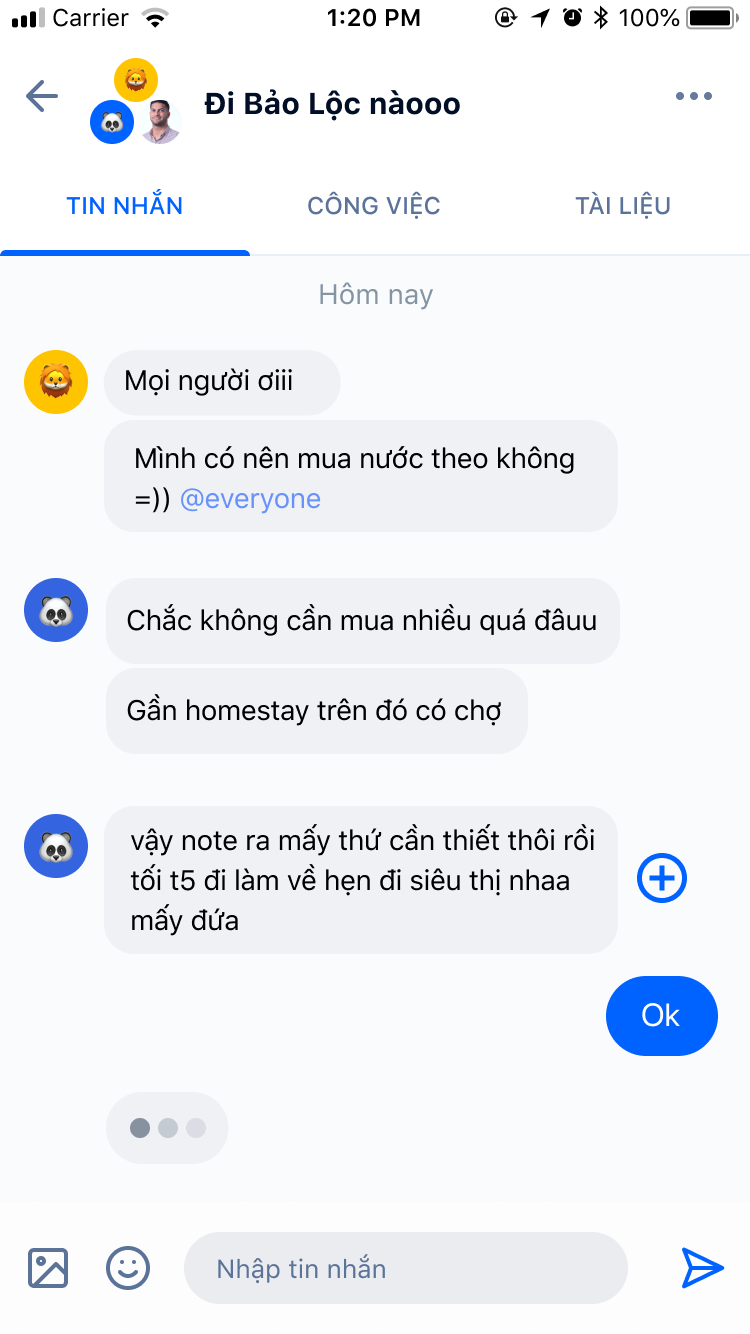 Carrier 1:20 PM 100%
Đi Bảo Lộc nàooo
TIN NHẮN CÔNG VIỆC TÀI LIỆU
Hôm nay
Mọi người ơiii
Mình có nên mua nước theo không
=)) @everyone
Chắc không cần mua nhiều quá đâuu
Gần homestay trên đó có chợ
vậy note ra mấy thứ cần thiết thôi rồi
tối t5 đi làm về hẹn đi siêu thị nhaa
mấy đứa
Ok
Nhập tin nhắn